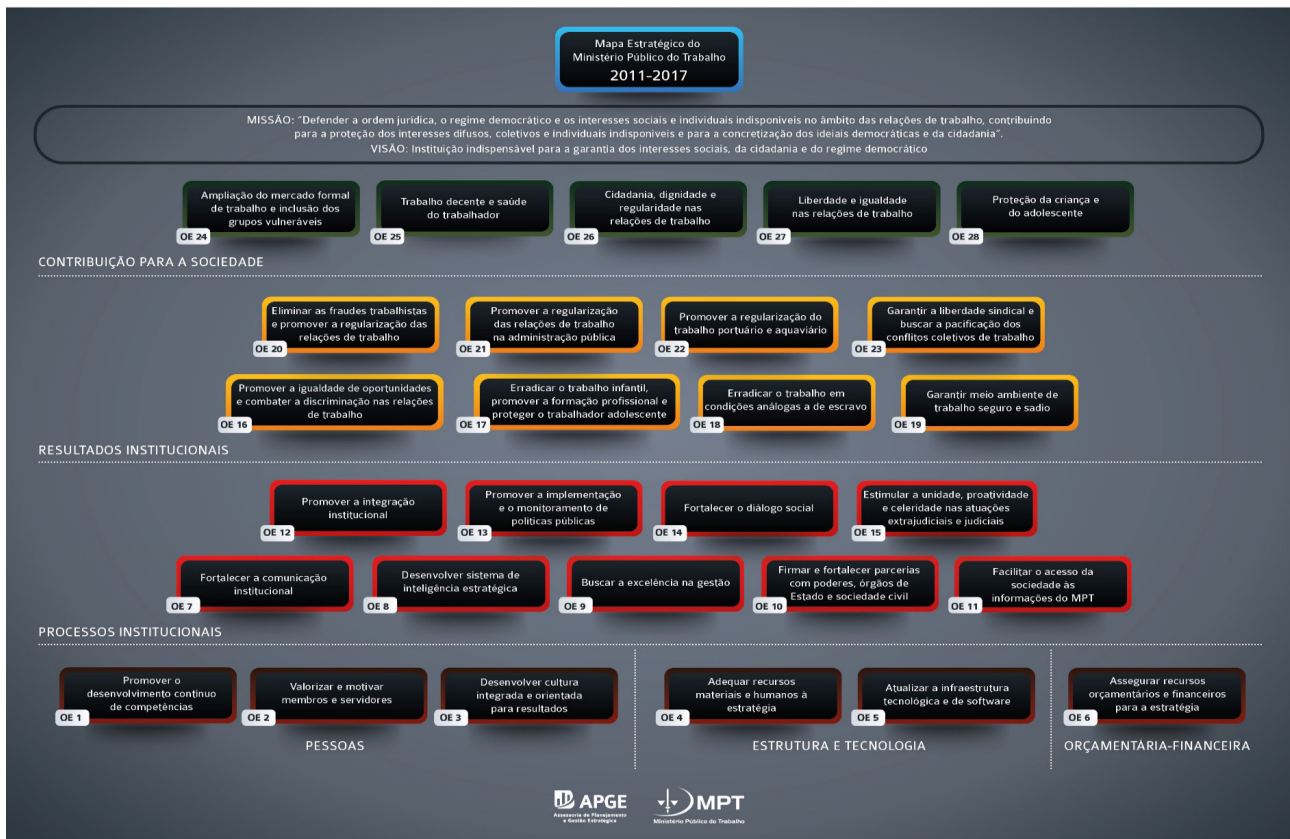 Mapa Estratégico do
Ministério Público do Trabalho
2011-2017
MISSÃO: "Defender a ordem jurídica, o regime democrático e os interesses sociais e individuais indisponíveis no âmbito das relações de trabalho, contribuindo
para a proteção dos interesses difusos, coletivos e individuais indisponíveis e para a concretização dos ideiais democráticas e da cidadania".
VISÃO: Instituição indispensável para a garantia dos interesses sociais, da cidadania e do regime democrático
Ampliação do mercado formal
de trabalho e inclusão dos
grupos vulneráveis
OE 24
Trabalho decente e saúde
do trabalhador
OE 25
Cidadania, dignidade e
regularidade nas
relações de trabalho
OE 26
Liberdade e igualdade
nas relações de trabalho
OE 27
Proteção da criança e
do adolescente
OE 28
CONTRIBUIÇÃO PARA A SOCIEDADE
Eliminar as fraudes trabalhistas
e promover a regularização das
relações de trabalho
OE 20
Promover a regularização
das relações de trabalho
na administração pública
OE 21
Promover a regularização do
trabalho portuário e aquaviário
OE 22
Garantir a liberdade sindical e
buscar a pacificação dos
conflitos coletivos de trabalho
OE 23
Promover a igualdade de oportunidades
e combater a discriminação nas relações
de trabalho
OE 16
Erradicar o trabalho infantil,
promover a formação profissional e
proteger o trabalhador adolescente
OE 17
Erradicar o trabalho em
condições análogas a de escravo
OE 18
Garantir meio ambiente de
trabalho seguro e sadio
OE 19
RESULTADOS INSTITUCIONAIS
Promover a integração
institucional
OE 12
Promover a implementação
e o monitoramento de
políticas públicas
OE 13
Fortalecer o diálogo social
OE 14
Estimular a unidade, proatividade
e celeridade nas atuações
extrajudiciais e judiciais
OE 15
Fortalecer a comunicação
institucional
OE 7
Desenvolver sistema de
inteligência estratégica
OE 8
Buscar a excelência na gestão
OE 9
Firmar e fortalecer parcerias
com poderes, órgãos de
Estado e sociedade civil
OE 10
Facilitar o acesso da
sociedade às
informações do MPT
OE 11
PROCESSOS INSTITUCIONAIS
Promover o
desenvolvimento contínuo
de competências
OE 1
Valorizar e motivar
membros e servidores
OE 2
Desenvolver cultura
integrada e orientada
para resultados
OE 3
Adequar recursos
materiais e humanos à
estratégia
OE 4
Atualizar a infraestrutura
tecnológica e de software
OE 5
Assegurar recursos
orçamentários e financeiros
para a estratégia
OE 6
PESSOAS
ESTRUTURA E TECNOLOGIA
ORÇAMENTÁRIA-FINANCEIRA
APGE
Assessoria de Planejamento
e Gestão Estratégica
MPT
Ministério Público do Trabalho